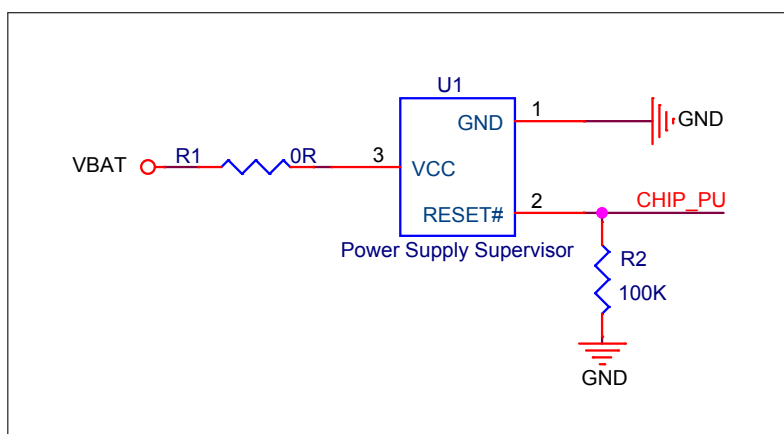 U1
1
GND
GND
VBAT
R1
0R
3
VCC
2
CHIP_PU
RESET#
Power Supply Supervisor
R2
100K
GND